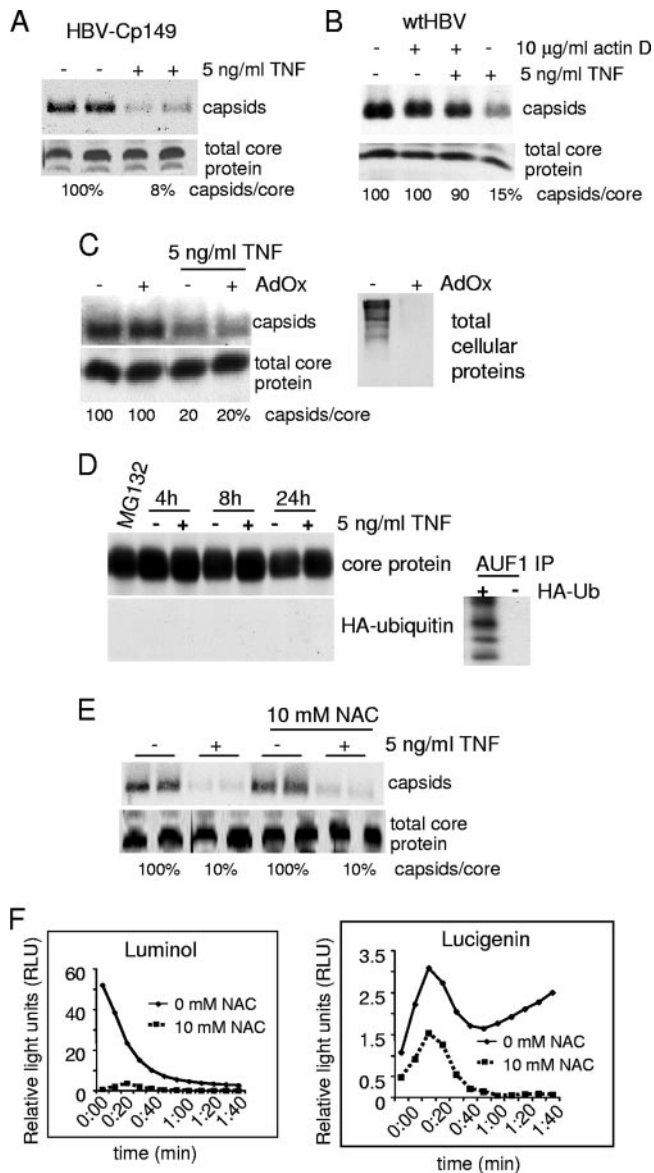 A
HBV-Cp149
- - + + 5 ng/ml TNF
capsids
total core
protein
100% 8% capsids/core
B
wtHBV
- + + - 10 µg/ml actin D
- - + + 5 ng/ml TNF
capsids
total core
protein
100 100 90 15% capsids/core
C
5 ng/ml TNF
- + - + AdOx
capsids
total core
protein
100 100 20 20% capsids/core
- + AdOx
total
cellular
proteins
D
MG132
4h 8h 24h
- + - + - + 5 ng/ml TNF
core protein
HA-ubiquitin
AUF1 IP
+ - HA-Ub
E
10 mM NAC
- + - + 5 ng/ml TNF
capsids
total core
protein
100% 10% 100% 10% capsids/core
F
Luminol
Relative light units (RLU)
60
40
20
0
0 mM NAC
10 mM NAC
0:00 0:20 0:40 1:00 1:20 1:40
time (min)
Lucigenin
Relative light units (RLU)
3.5
2.5
1.5
0.5
0 mM NAC
10 mM NAC
0:00 0:20 0:40 1:00 1:20 1:40
time (min)